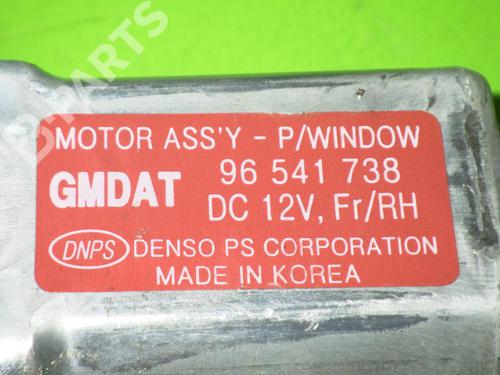 B-PARTS
MOTOR ASS'Y - P/WINDOW
GMDAT 96 541 738
DC 12V, Fr/RH
DNPS DENSO PS CORPORATION
MADE IN KOREA